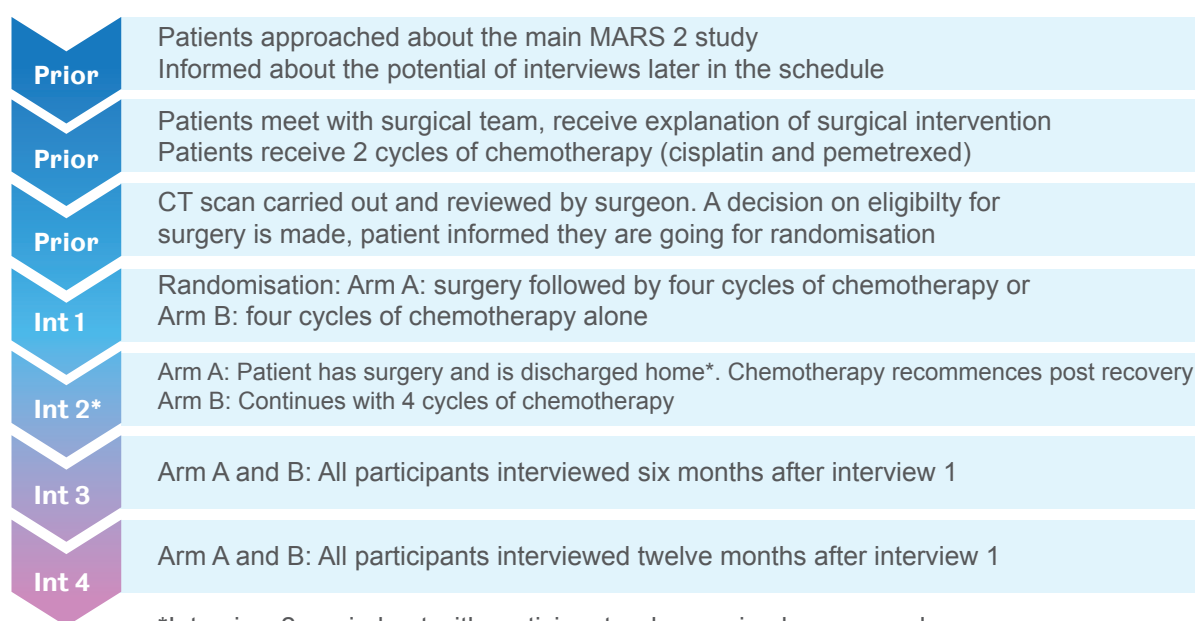 Prior
Patients approached about the main MARS 2 study
Informed about the potential of interviews later in the schedule
Prior
Patients meet with surgical team, receive explanation of surgical intervention
Patients receive 2 cycles of chemotherapy (cisplatin and pemetrexed)
Prior
CT scan carried out and reviewed by surgeon. A decision on eligibilty for
surgery is made, patient informed they are going for randomisation
Int 1
Randomisation: Arm A: surgery followed by four cycles of chemotherapy or
Arm B: four cycles of chemotherapy alone
Int 2*
Arm A: Patient has surgery and is discharged home*. Chemotherapy recommences post recovery
Arm B: Continues with 4 cycles of chemotherapy
Int 3
Arm A and B: All participants interviewed six months after interview 1
Int 4
Arm A and B: All participants interviewed twelve months after interview 1